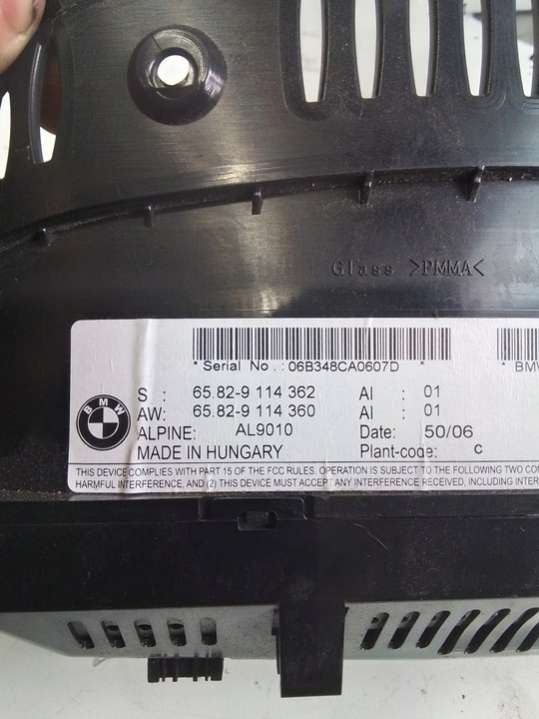 Glass >PMMA<
* Serial No . : 06B348CA0607D *
* BMW
BMW
S : 65.82-9 114 362 AI : 01
AW: 65.82-9 114 360 AI : 01
ALPINE: AL9010 Date: 50/06
MADE IN HUNGARY Plant-code: C
THIS DEVICE COMPLIES WITH PART 15 OF THE FCC RULES. OPERATION IS SUBJECT TO THE FOLLOWING TWO CON
HARMFUL INTERFERENCE, AND (2) THIS DEVICE MUST ACCEPT ANY INTERFERENCE RECEIVED, INCLUDING INTER